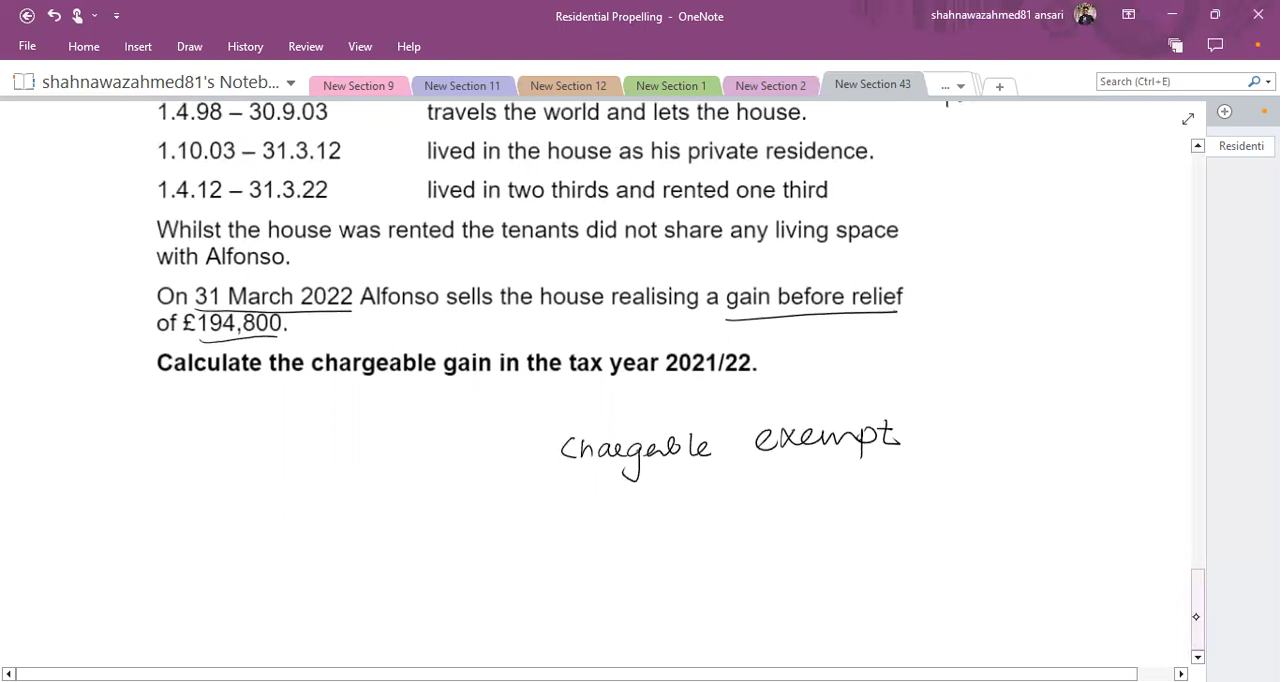 Residential Propelling - OneNote
shahnawazahmed81 ansari
File Home Insert Draw History Review View Help
shahnawazahmed81's Noteb... New Section 9 New Section 11 New Section 12 New Section 1 New Section 2 New Section 43 ... + Search (Ctrl+E)
Residenti
1.4.98 – 30.9.03 travels the world and lets the house.
1.10.03 – 31.3.12 lived in the house as his private residence.
1.4.12 – 31.3.22 lived in two thirds and rented one third
Whilst the house was rented the tenants did not share any living space
with Alfonso.
On 31 March 2022 Alfonso sells the house realising a gain before relief
of £194,800.
Calculate the chargeable gain in the tax year 2021/22.
Chargeable exempt